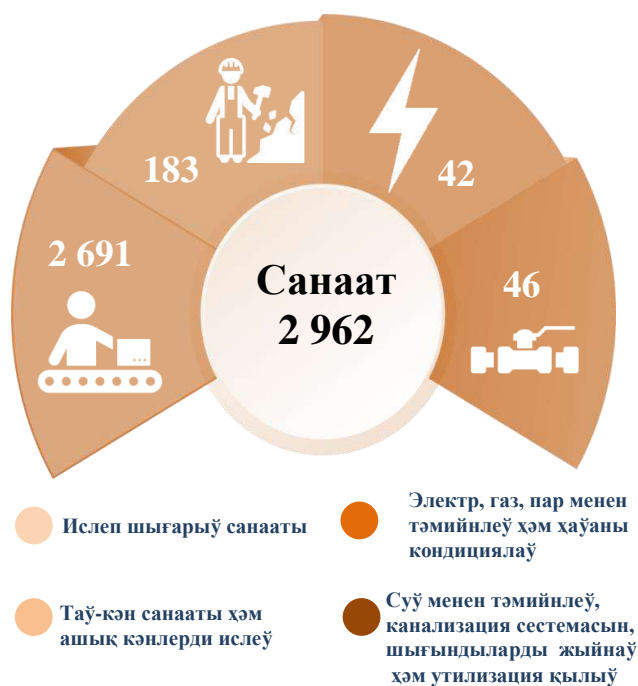 183
42
2 691
46
Санаат
2 962
Ислеп шығарыў санааты
Электр, газ, пар менен
тәмийнлеў ҳәм ҳаўаны
кондициялаў
Таў-кән санааты ҳәм
ашық кәнлерди ислеў
Суў менен тәмийнлеў,
канализация сестемасын,
шығындыларды жыйнаў
ҳәм утилизация қылыў